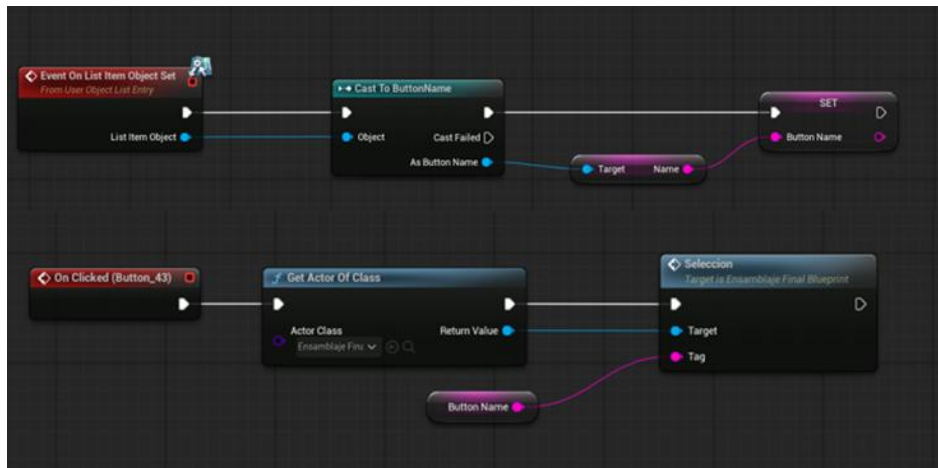 Event On List Item Object Set
From User Object List Entry
List Item Object
Cast To ButtonName
Object
Cast Failed
As Button Name
Target Name
SET
Button Name
On Clicked (Button_43)
Get Actor Of Class
Actor Class
Ensamblaje Fina
Return Value
Seleccion
Target is Ensamblaje Final Blueprint
Target
Tag
Button Name